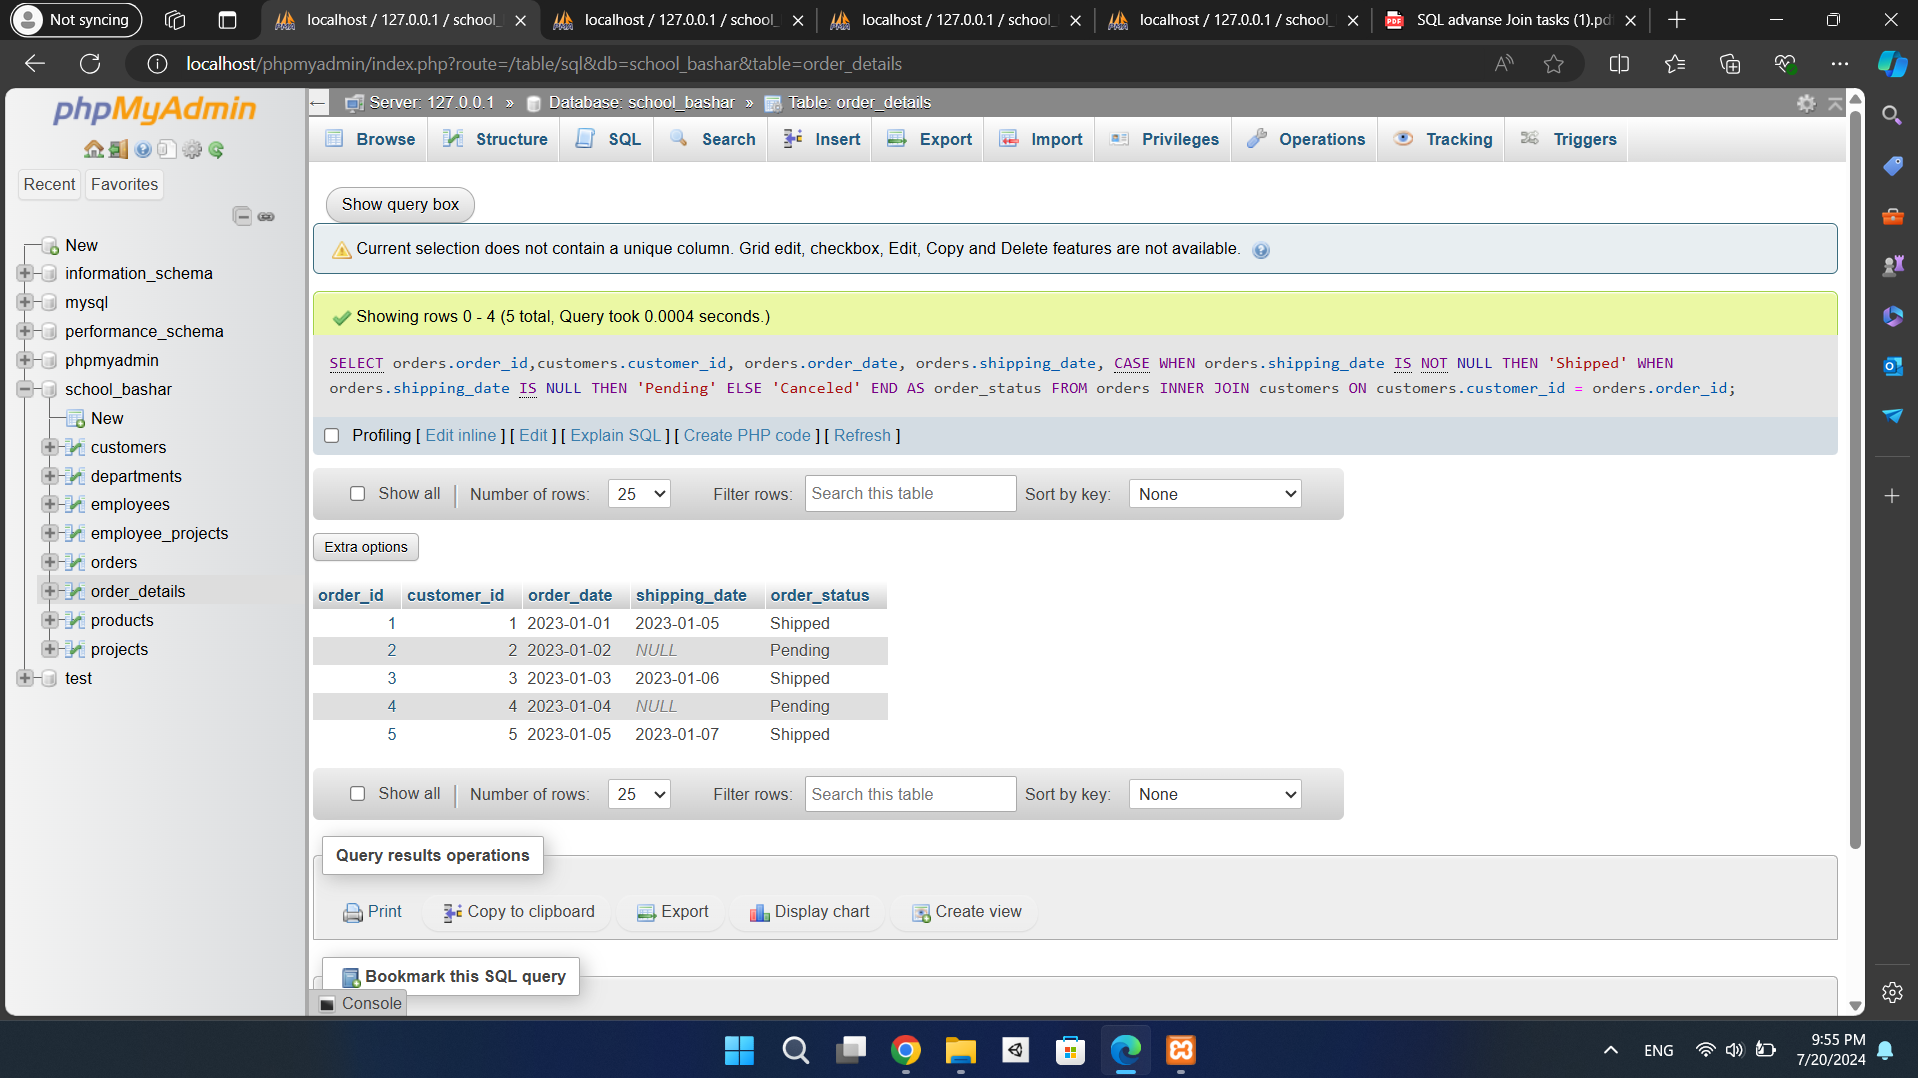 Not syncing
localhost / 127.0.0.1 / school_
localhost / 127.0.0.1 / school_
localhost / 127.0.0.1 / school_
localhost / 127.0.0.1 / school_
PDF
SQL advanse Join tasks (1).pd
localhost/phpmyadmin/index.php?route=/table/sql&db=school_bashar&table=order_details
phpMyAdmin
Recent
Favorites
New
information_schema
mysql
performance_schema
phpmyadmin
school_bashar
New
customers
departments
employees
employee_projects
orders
order_details
products
projects
test
Server: 127.0.0.1 » Database: school_bashar » Table: order_details
Browse
Structure
SQL
Search
Insert
Export
Import
Privileges
Operations
Tracking
Triggers
Show query box
Current selection does not contain a unique column. Grid edit, checkbox, Edit, Copy and Delete features are not available.
Showing rows 0 - 4 (5 total, Query took 0.0004 seconds.)
SELECT orders.order_id,customers.customer_id, orders.order_date, orders.shipping_date, CASE WHEN orders.shipping_date IS NOT NULL THEN 'Shipped' WHEN
orders.shipping_date IS NULL THEN 'Pending' ELSE 'Canceled' END AS order_status FROM orders INNER JOIN customers ON customers.customer_id = orders.order_id;
Profiling [ Edit inline ] [ Edit ] [ Explain SQL ] [ Create PHP code ] [ Refresh ]
Show all
Number of rows: 25
Filter rows: Search this table
Sort by key: None
Extra options
order_id customer_id order_date shipping_date order_status
1 1 2023-01-01 2023-01-05 Shipped
2 2 2023-01-02 NULL Pending
3 3 2023-01-03 2023-01-06 Shipped
4 4 2023-01-04 NULL Pending
5 5 2023-01-05 2023-01-07 Shipped
Show all
Number of rows: 25
Filter rows: Search this table
Sort by key: None
Query results operations
Print
Copy to clipboard
Export
Display chart
Create view
Bookmark this SQL query
Console
ENG
9:55 PM
7/20/2024